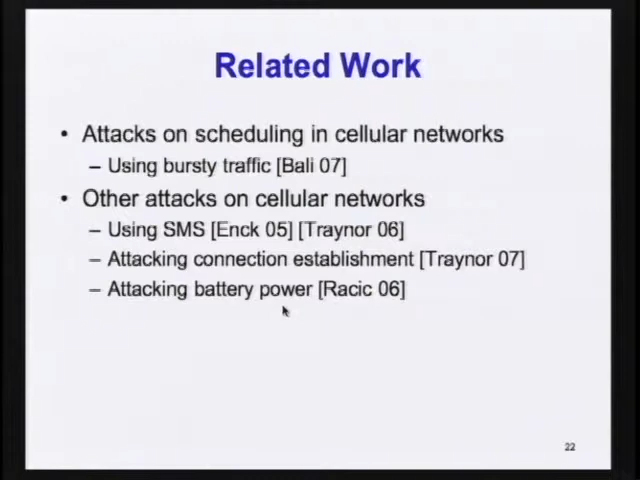 Related Work
• Attacks on scheduling in cellular networks
– Using bursty traffic [Bali 07]
• Other attacks on cellular networks
– Using SMS [Enck 05] [Traynor 06]
– Attacking connection establishment [Traynor 07]
– Attacking battery power [Racic 06]
22